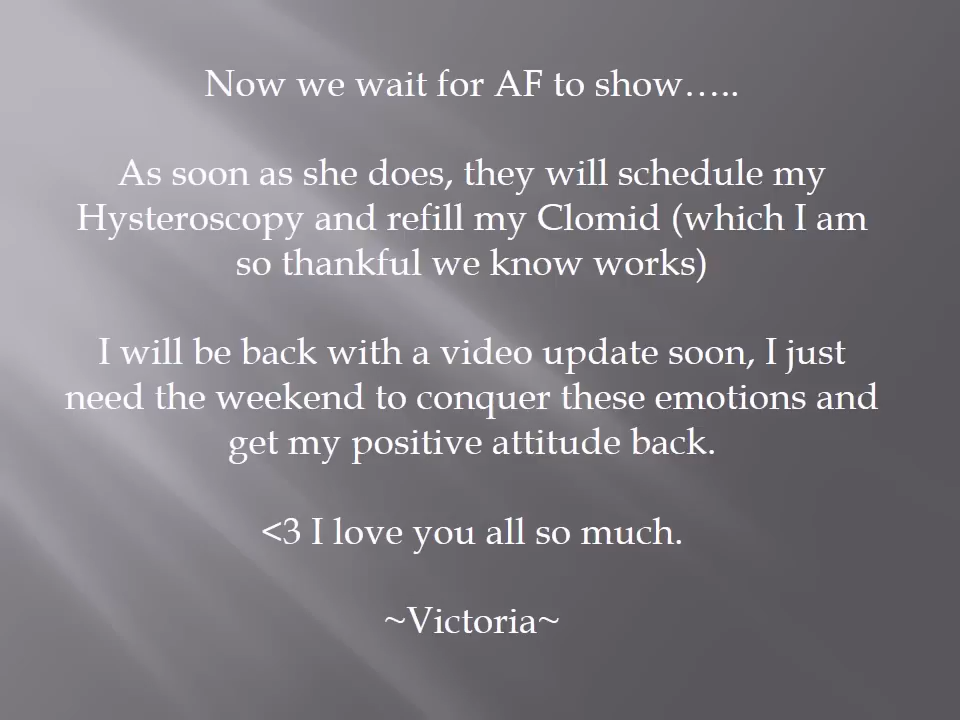 Now we wait for AF to show…..
As soon as she does, they will schedule my
Hysteroscopy and refill my Clomid (which I am
so thankful we know works)
I will be back with a video update soon, I just
need the weekend to conquer these emotions and
get my positive attitude back.
<3 I love you all so much.
~Victoria~